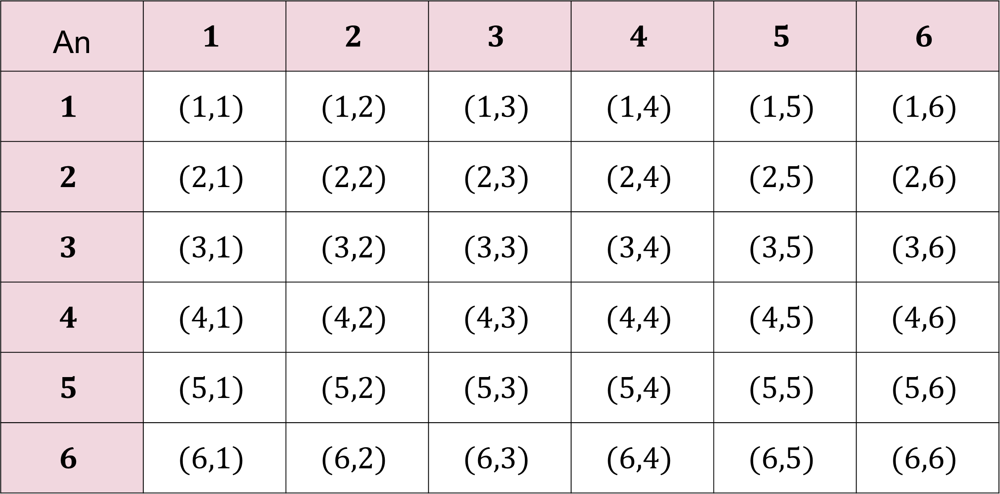 An 1 2 3 4 5 6
1 (1,1) (1,2) (1,3) (1,4) (1,5) (1,6)
2 (2,1) (2,2) (2,3) (2,4) (2,5) (2,6)
3 (3,1) (3,2) (3,3) (3,4) (3,5) (3,6)
4 (4,1) (4,2) (4,3) (4,4) (4,5) (4,6)
5 (5,1) (5,2) (5,3) (5,4) (5,5) (5,6)
6 (6,1) (6,2) (6,3) (6,4) (6,5) (6,6)